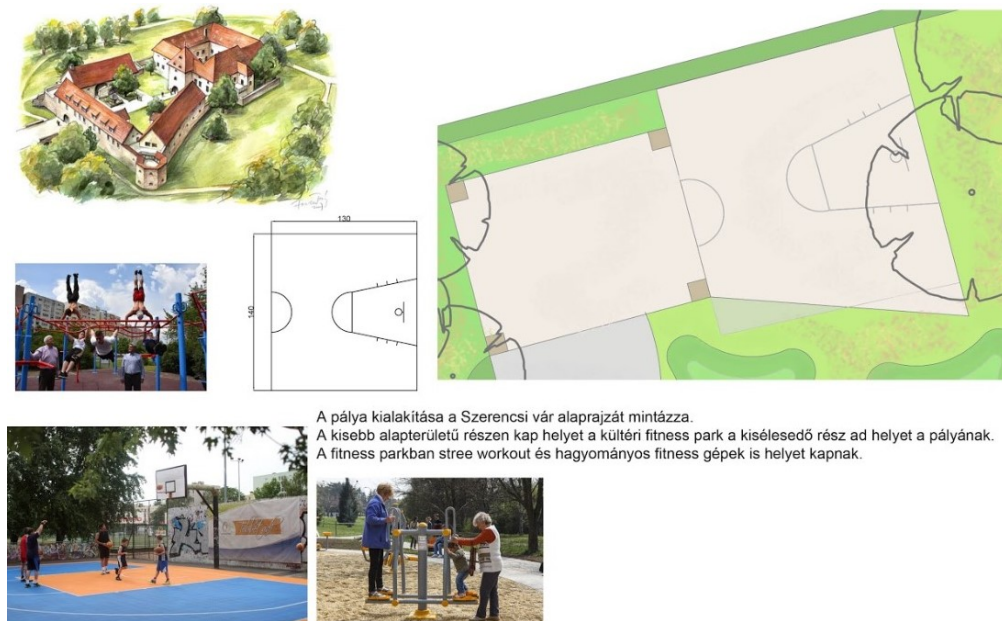 130
140
A pálya kialakítása a Szerencsi vár alaprajzát mintázza.
A kisebb alapterületű részen kap helyet a kültéri fitness park a kisélesedő rész ad helyet a pályának.
A fitness parkban stree workout és hagyományos fitness gépek is helyet kapnak.